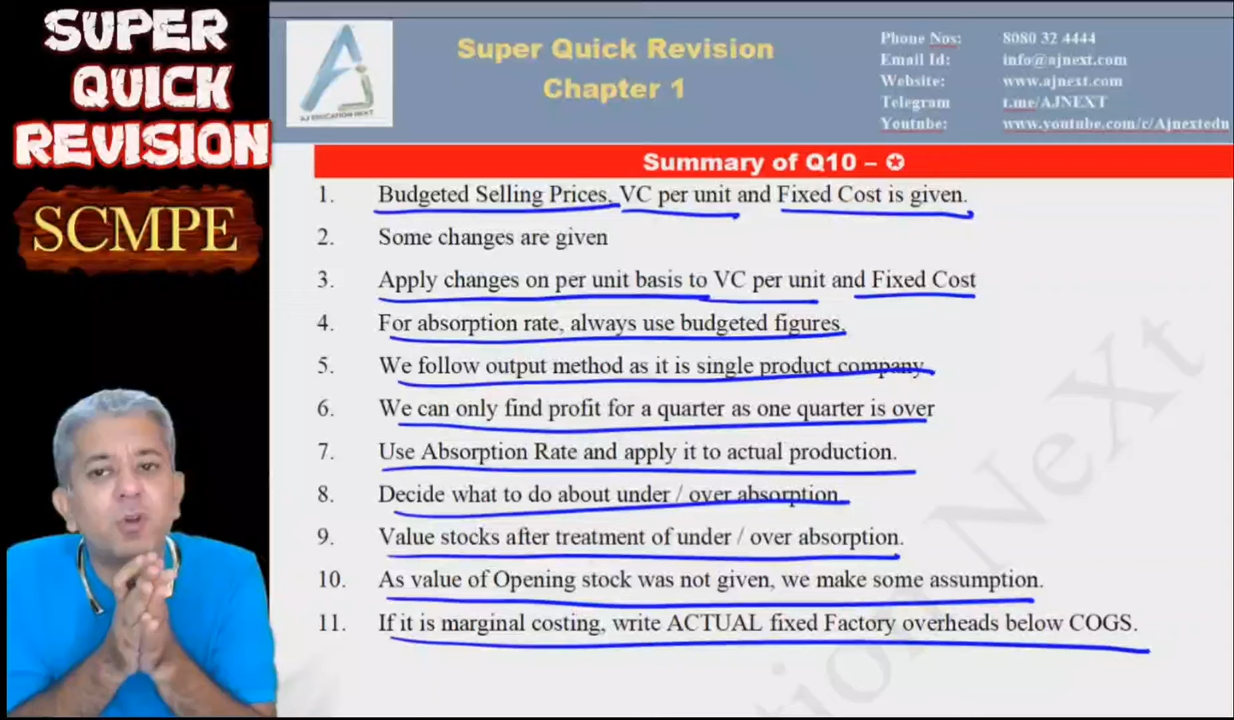 SUPER
QUICK
REVISION
SCMPE
AJ EDUCATION NEXT
Super Quick Revision
Chapter 1
Phone Nos: 8080 32 4444
Email Id: info@ajnext.com
Website: www.ajnext.com
Telegram t.me/AJNEXT
Youtube: www.youtube.com/c/Ajnextedu
Summary of Q10 – ✪
1. Budgeted Selling Prices, VC per unit and Fixed Cost is given.
2. Some changes are given
3. Apply changes on per unit basis to VC per unit and Fixed Cost
4. For absorption rate, always use budgeted figures.
5. We follow output method as it is single product company
6. We can only find profit for a quarter as one quarter is over
7. Use Absorption Rate and apply it to actual production.
8. Decide what to do about under / over absorption
9. Value stocks after treatment of under / over absorption.
10. As value of Opening stock was not given, we make some assumption.
11. If it is marginal costing, write ACTUAL fixed Factory overheads below COGS.
tion NeXt